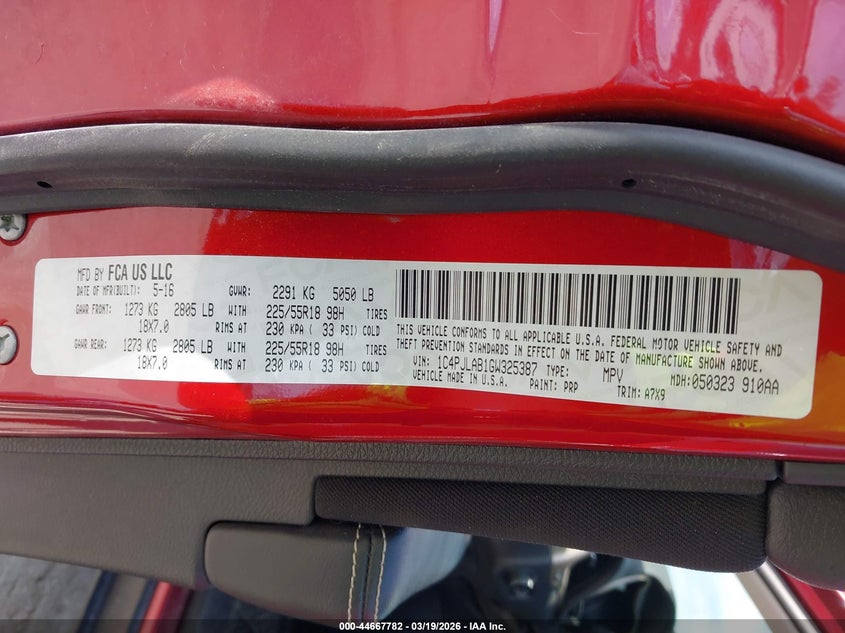 MFD BY FCA US LLC
DATE OF MFR(BUILT): 5-16 GVWR: 2291 KG 5050 LB
GAWR FRONT: 1273 KG 2805 LB WITH 225/55R18 98H TIRES
18X7.0 RIMS AT 230 KPA ( 33 PSI) COLD
GAWR REAR: 1273 KG 2805 LB WITH 225/55R18 98H TIRES
18X7.0 RIMS AT 230 KPA ( 33 PSI) COLD
THIS VEHICLE CONFORMS TO ALL APPLICABLE U.S.A. FEDERAL MOTOR VEHICLE SAFETY AND
THEFT PREVENTION STANDARDS IN EFFECT ON THE DATE OF MANUFACTURE SHOWN ABOVE.
VIN: 1C4PJLAB1GW325387 TYPE: MPV MDH:050323 910AA
VEHICLE MADE IN U.S.A. PAINT: PRP TRIM: A7X9
000-44667782 - 03/19/2026 - IAA Inc.